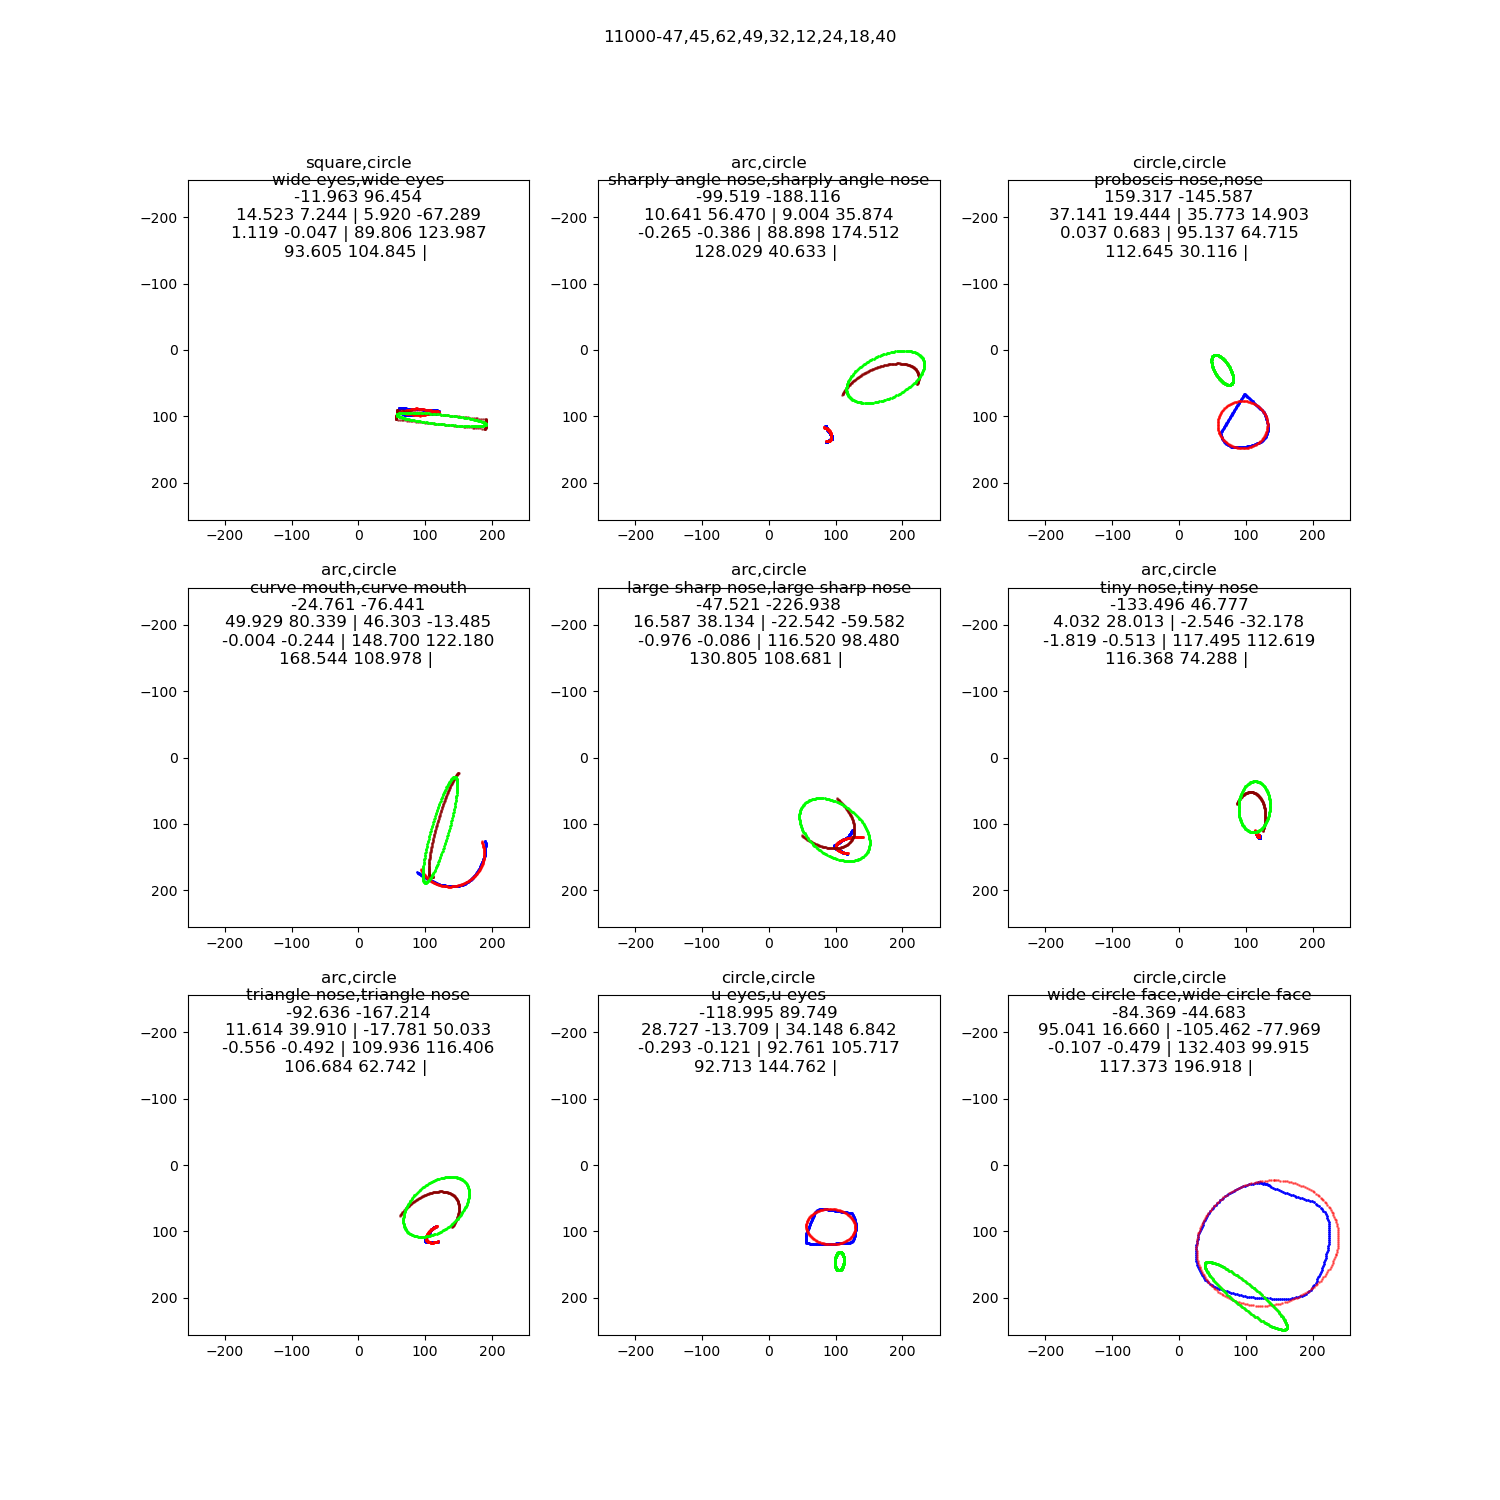 11000-47,45,62,49,32,12,24,18,40
square,circle
wide eyes,wide eyes
-11.963 96.454
14.523 7.244 | 5.920 -67.289
1.119 -0.047 | 89.806 123.987
93.605 104.845 |
−200
−100
0
100
200
−200 −100 0 100 200
arc,circle
sharply angle nose,sharply angle nose
-99.519 -188.116
10.641 56.470 | 9.004 35.874
-0.265 -0.386 | 88.898 174.512
128.029 40.633 |
−200
−100
0
100
200
−200 −100 0 100 200
circle,circle
proboscis nose,nose
159.317 -145.587
37.141 19.444 | 35.773 14.903
0.037 0.683 | 95.137 64.715
112.645 30.116 |
−200
−100
0
100
200
−200 −100 0 100 200
arc,circle
curve mouth,curve mouth
-24.761 -76.441
49.929 80.339 | 46.303 -13.485
-0.004 -0.244 | 148.700 122.180
168.544 108.978 |
−200
−100
0
100
200
−200 −100 0 100 200
arc,circle
large sharp nose,large sharp nose
-47.521 -226.938
16.587 38.134 | -22.542 -59.582
-0.976 -0.086 | 116.520 98.480
130.805 108.681 |
−200
−100
0
100
200
−200 −100 0 100 200
arc,circle
tiny nose,tiny nose
-133.496 46.777
4.032 28.013 | -2.546 -32.178
-1.819 -0.513 | 117.495 112.619
116.368 74.288 |
−200
−100
0
100
200
−200 −100 0 100 200
arc,circle
triangle nose,triangle nose
-92.636 -167.214
11.614 39.910 | -17.781 50.033
-0.556 -0.492 | 109.936 116.406
106.684 62.742 |
−200
−100
0
100
200
−200 −100 0 100 200
circle,circle
u eyes,u eyes
-118.995 89.749
28.727 -13.709 | 34.148 6.842
-0.293 -0.121 | 92.761 105.717
92.713 144.762 |
−200
−100
0
100
200
−200 −100 0 100 200
circle,circle
wide circle face,wide circle face
-84.369 -44.683
95.041 16.660 | -105.462 -77.969
-0.107 -0.479 | 132.403 99.915
117.373 196.918 |
−200
−100
0
100
200
−200 −100 0 100 200